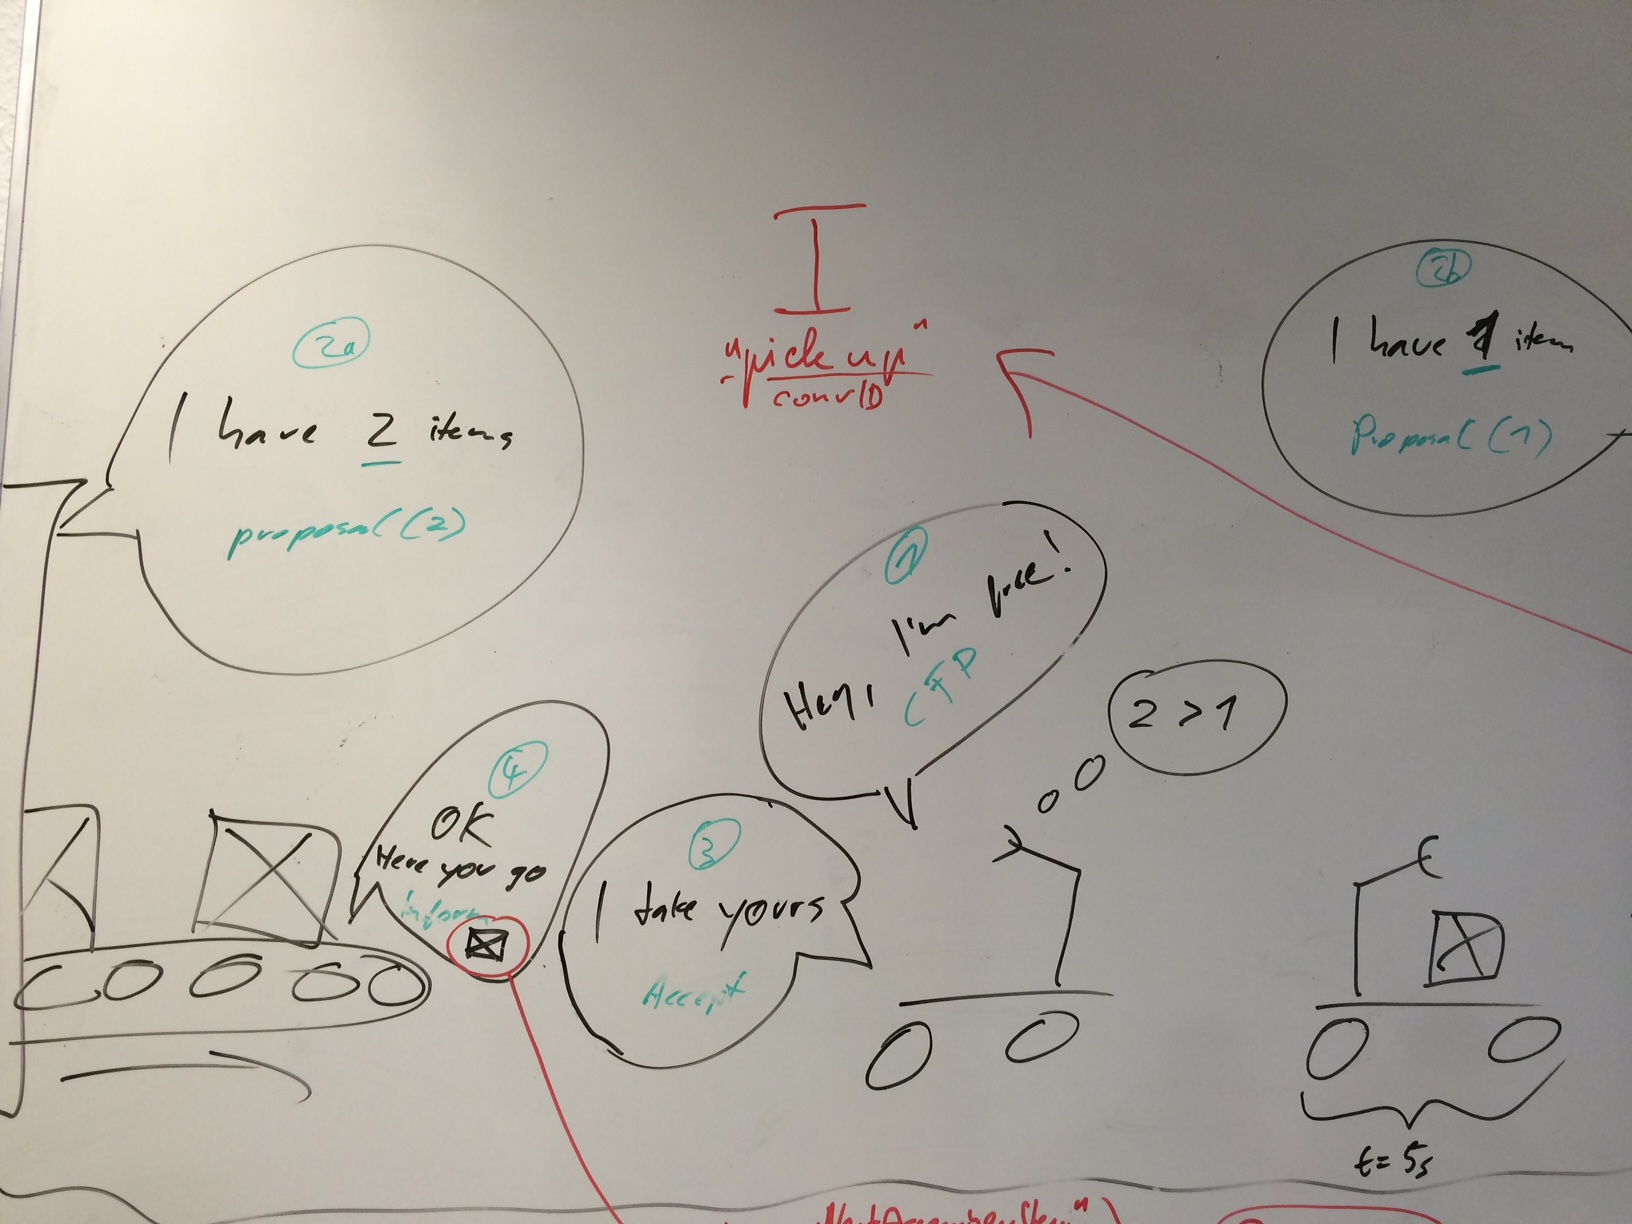 I
"pick up"
convID
2a
I have 2 items
proposal (2)
2b
I have 1 item
Proposal (1)
1
Hey, I'm free!
CFP
2 > 1
4
OK
Here you go
inform
3
I take yours
Accept
t = 5s